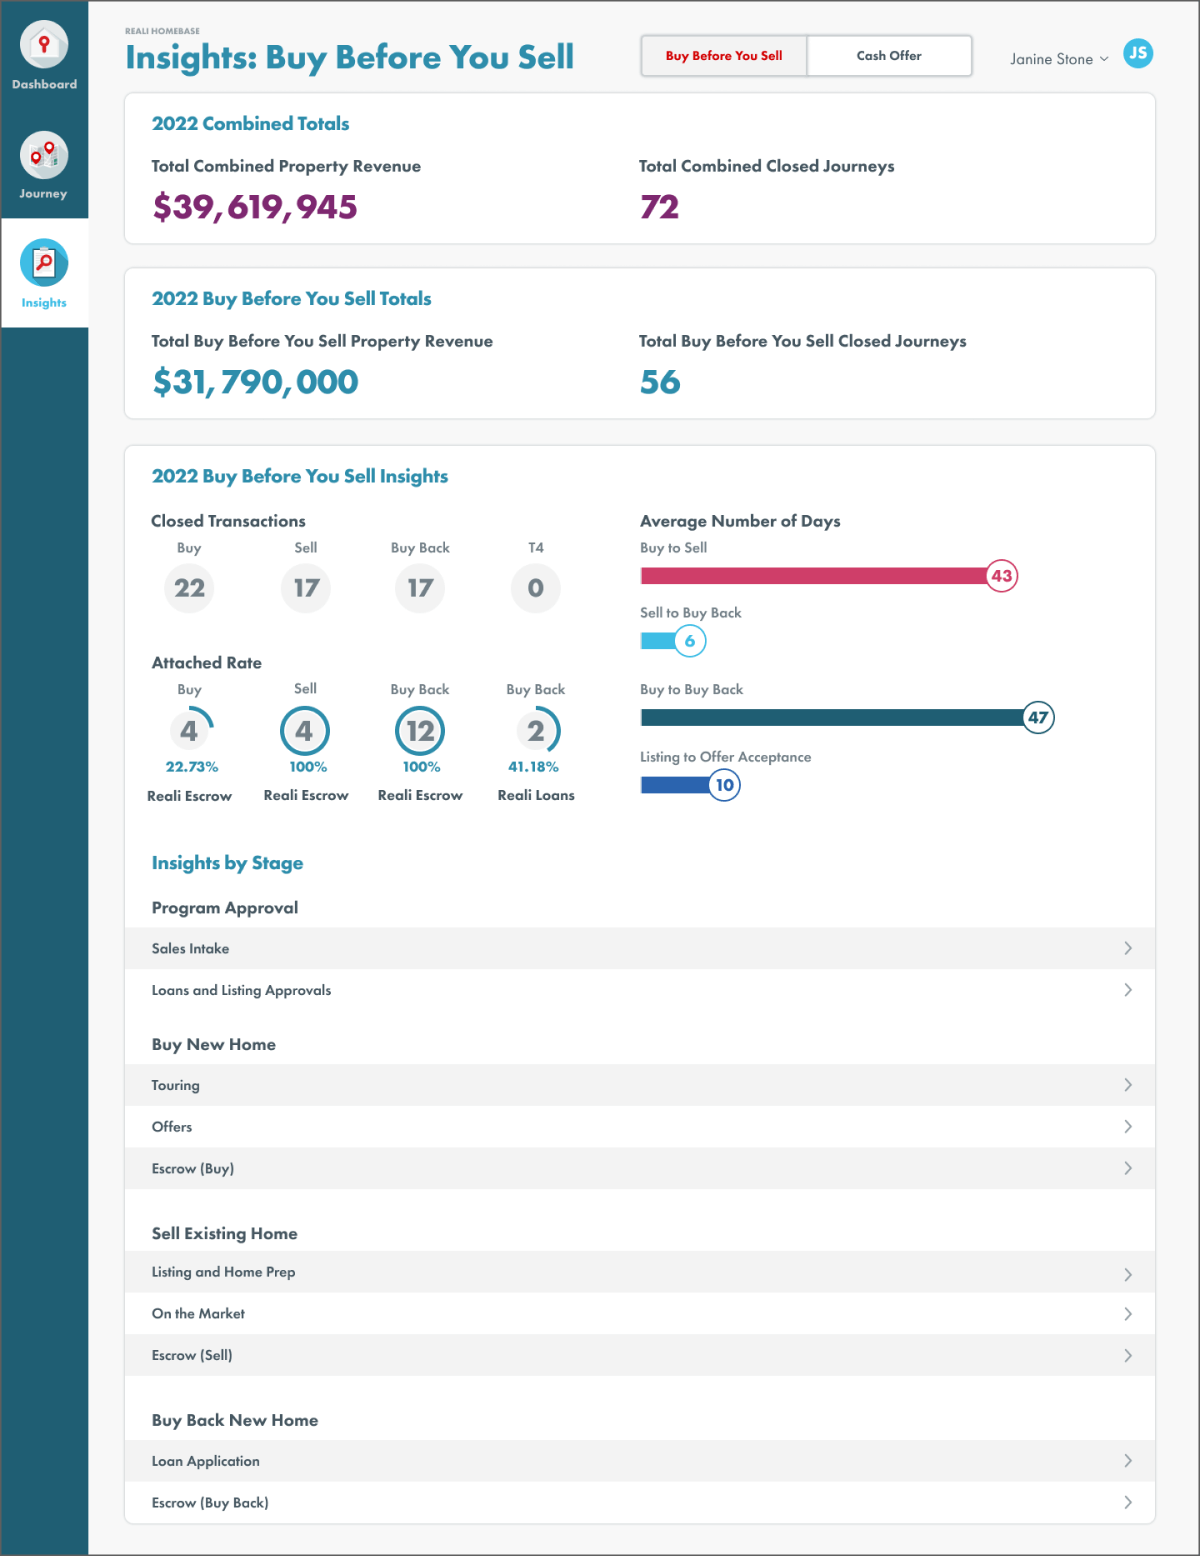 Dashboard
Journey
Insights
REALI HOMEBASE
Insights: Buy Before You Sell
Buy Before You Sell
Cash Offer
Janine Stone
JS
2022 Combined Totals
Total Combined Property Revenue
Total Combined Closed Journeys
$39,619,945
72
2022 Buy Before You Sell Totals
Total Buy Before You Sell Property Revenue
Total Buy Before You Sell Closed Journeys
$31,790,000
56
2022 Buy Before You Sell Insights
Closed Transactions
Buy
Sell
Buy Back
T4
22
17
17
0
Attached Rate
Buy
Sell
Buy Back
Buy Back
4
4
12
2
22.73%
100%
100%
41.18%
Reali Escrow
Reali Escrow
Reali Escrow
Reali Loans
Average Number of Days
Buy to Sell
43
Sell to Buy Back
6
Buy to Buy Back
47
Listing to Offer Acceptance
10
Insights by Stage
Program Approval
Sales Intake
Loans and Listing Approvals
Buy New Home
Touring
Offers
Escrow (Buy)
Sell Existing Home
Listing and Home Prep
On the Market
Escrow (Sell)
Buy Back New Home
Loan Application
Escrow (Buy Back)